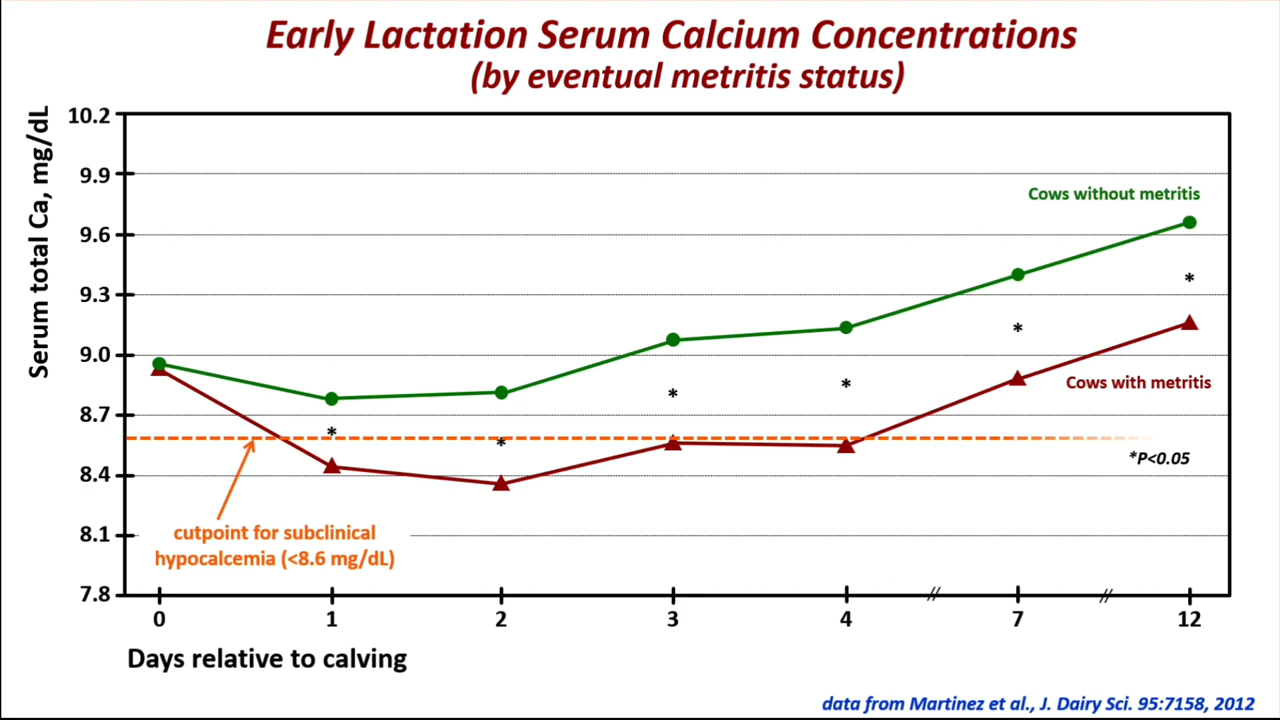 Early Lactation Serum Calcium Concentrations
(by eventual metritis status)
Serum total Ca, mg/dL
10.2
9.9
9.6
9.3
9.0
8.7
8.4
8.1
7.8
Cows without metritis
*
*
*
*
*
*
Cows with metritis
*P<0.05
cutpoint for subclinical
hypocalcemia (<8.6 mg/dL)
0 1 2 3 4 // 7 // 12
Days relative to calving
data from Martinez et al., J. Dairy Sci. 95:7158, 2012